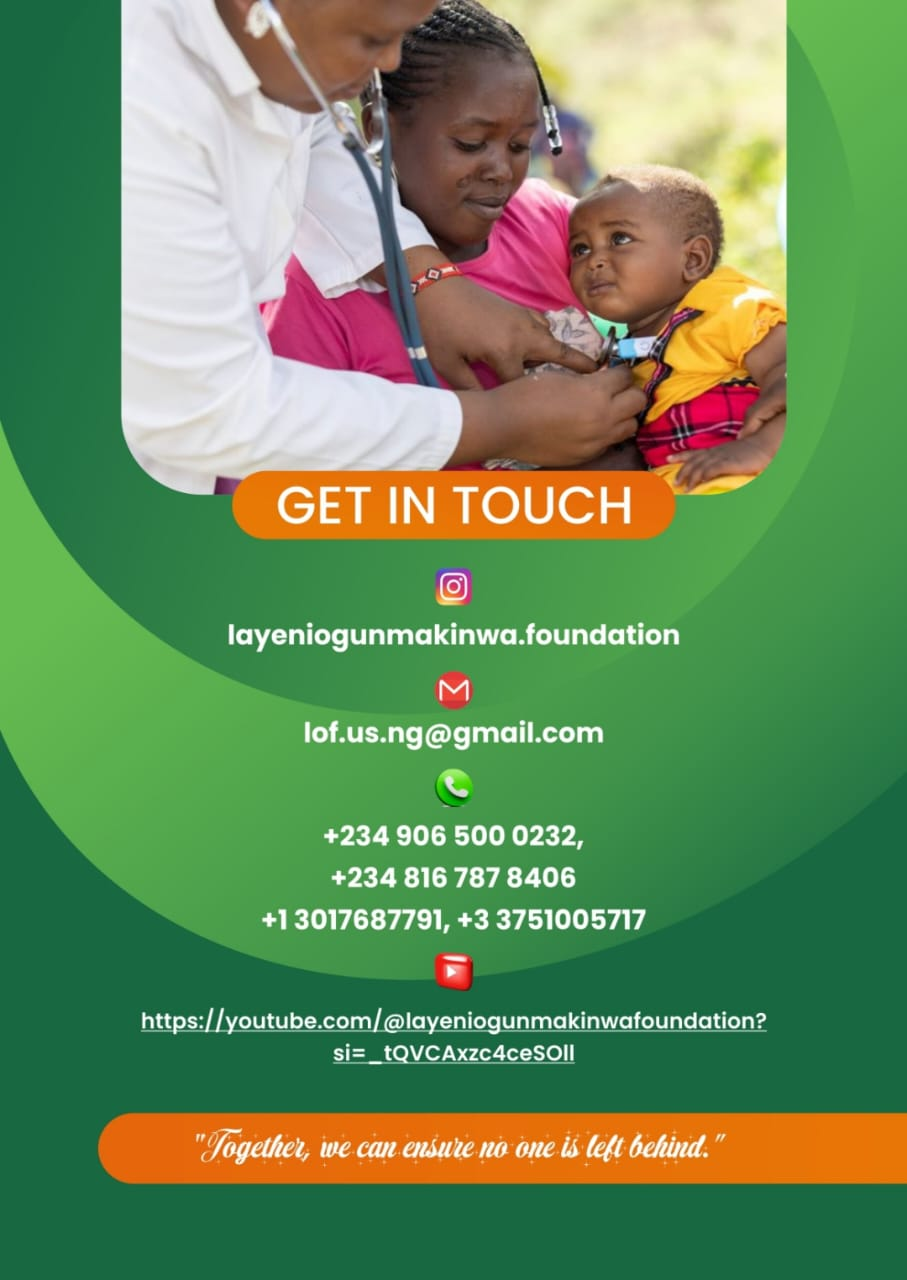 GET IN TOUCH
layeniogunmakinwa.foundation
lof.us.ng@gmail.com
+234 906 500 0232,
+234 816 787 8406
+1 3017687791, +3 3751005717
https://youtube.com/@layeniogunmakinwafoundation?
si=_tQVCAxzc4ceSOll
"Together, we can ensure no one is left behind."